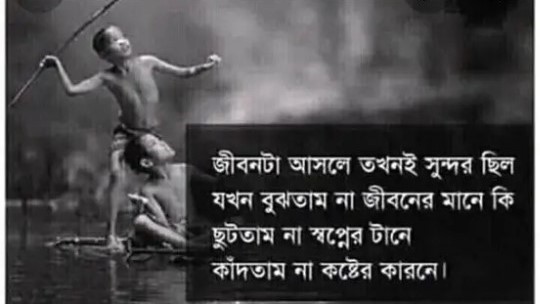 জীবনটা আসলে তখনই সুন্দর ছিল
যখন বুঝতাম না জীবনের মানে কি
ছুটতাম না স্বপ্নের টানে
কাঁদতাম না কষ্টের কারনে।